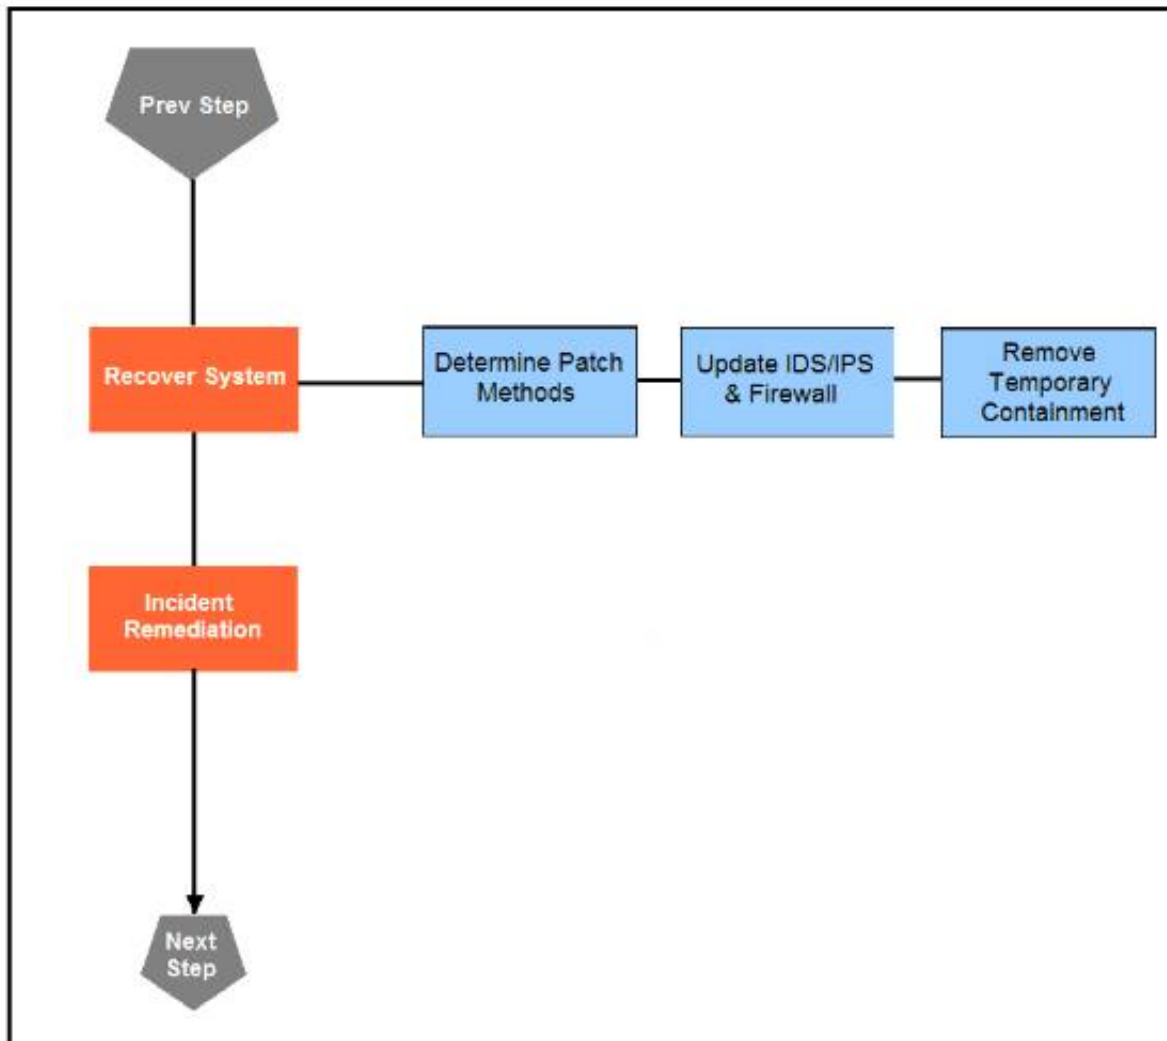 Prev Step
Recover System
Determine Patch
Methods
Update IDS/IPS
& Firewall
Remove
Temporary
Containment
Incident
Remediation
Next
Step